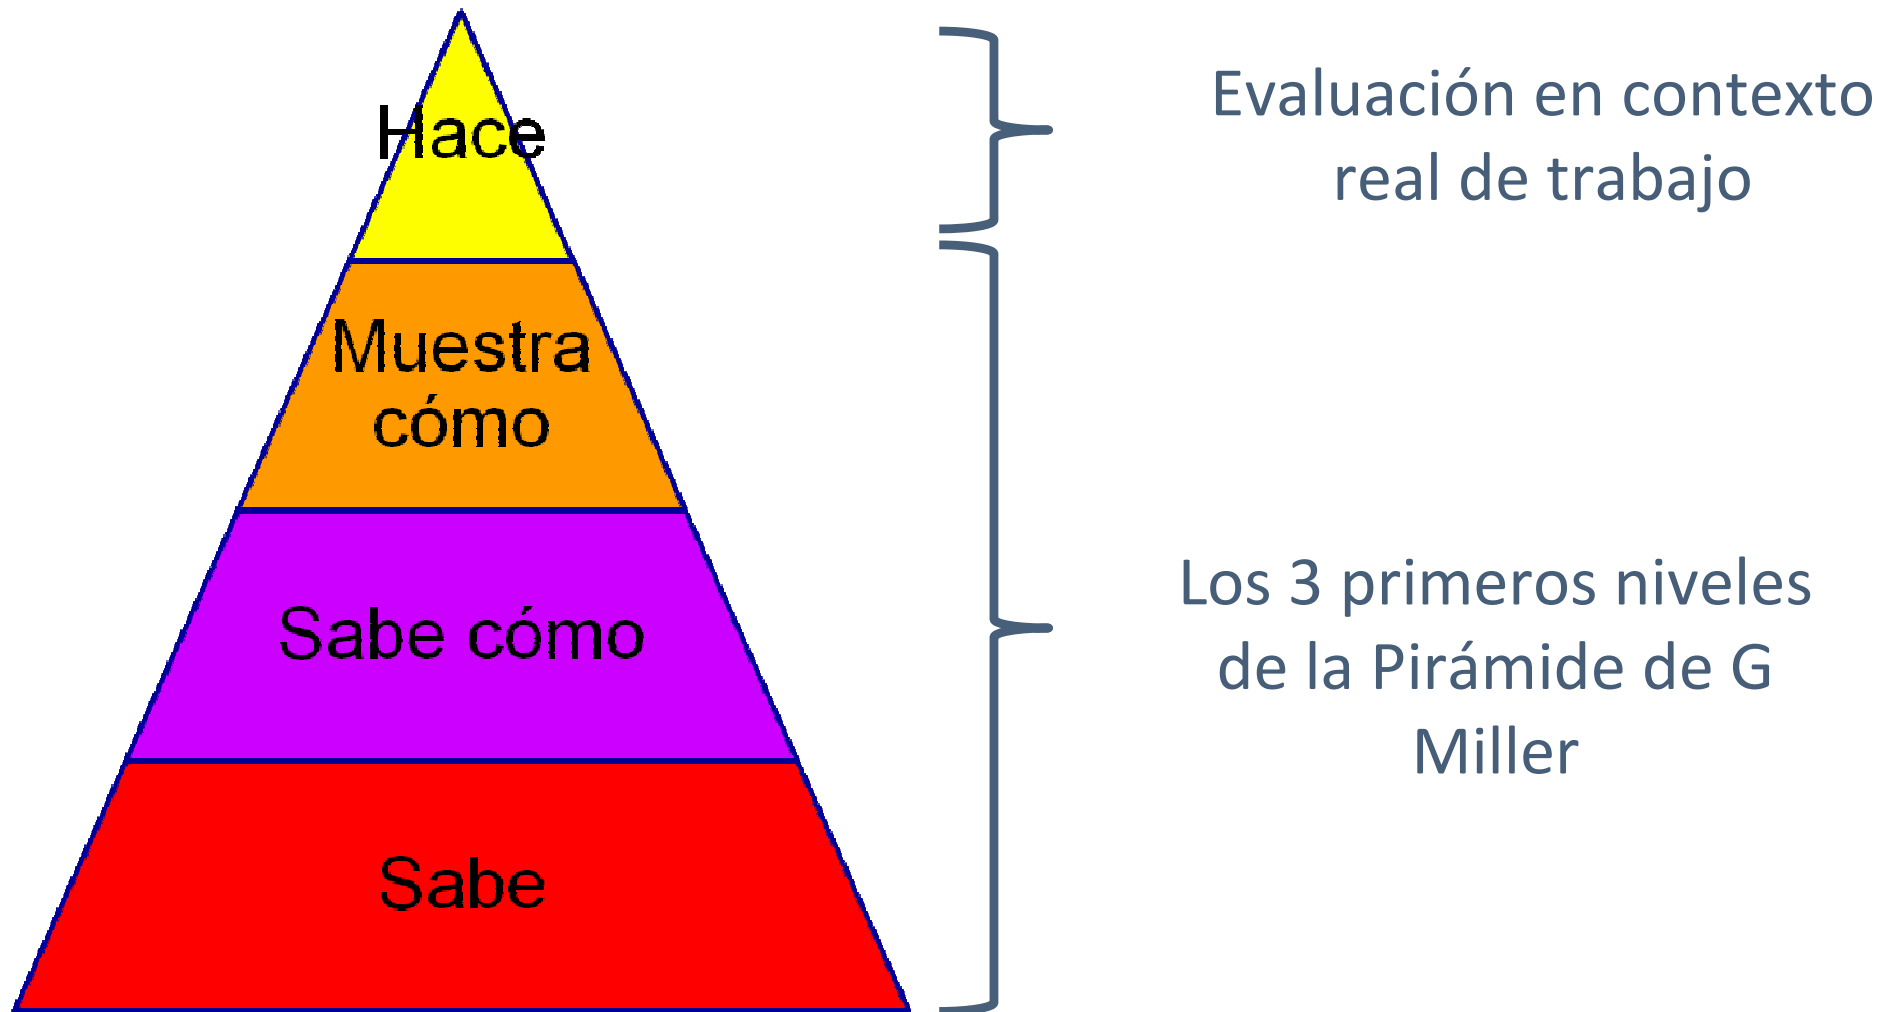 Hace
Muestra
cómo
Sabe cómo
Sabe
Evaluación en contexto
real de trabajo
Los 3 primeros niveles
de la Pirámide de G
Miller